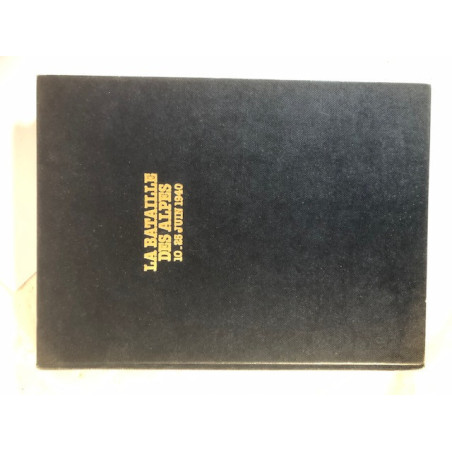 LA BATAILLE
DES ALPES
10-25 JUIN 1940